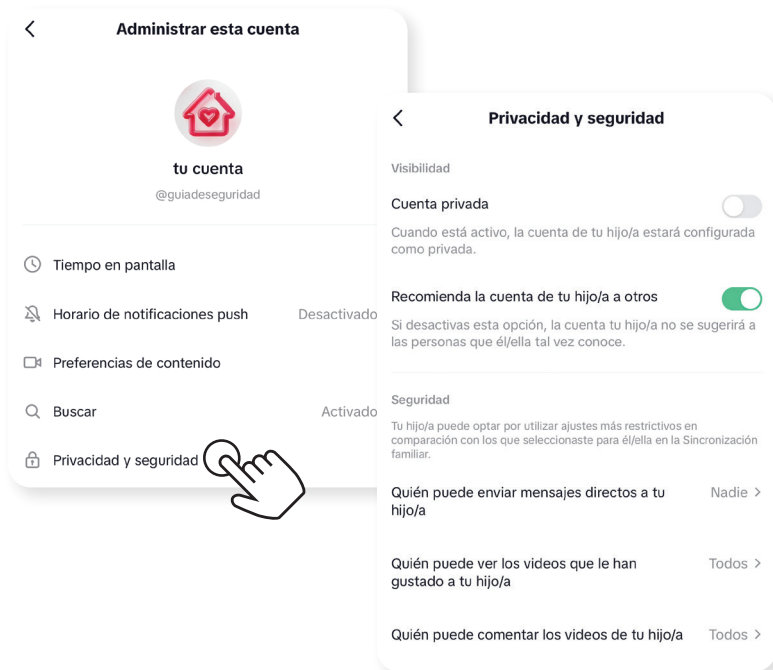 Administrar esta cuenta
tu cuenta
@guiadeseguridad
Tiempo en pantalla
Horario de notificaciones push Desactivado
Preferencias de contenido
Buscar Activado
Privacidad y seguridad
Privacidad y seguridad
Visibilidad
Cuenta privada
Cuando está activo, la cuenta de tu hijo/a estará configurada
como privada.
Recomienda la cuenta de tu hijo/a a otros
Si desactivas esta opción, la cuenta tu hijo/a no se sugerirá a
las personas que él/ella tal vez conoce.
Seguridad
Tu hijo/a puede optar por utilizar ajustes más restrictivos en
comparación con los que seleccionaste para él/ella en la Sincronización
familiar.
Quién puede enviar mensajes directos a tu Nadie
hijo/a
Quién puede ver los videos que le han Todos
gustado a tu hijo/a
Quién puede comentar los videos de tu hijo/a Todos